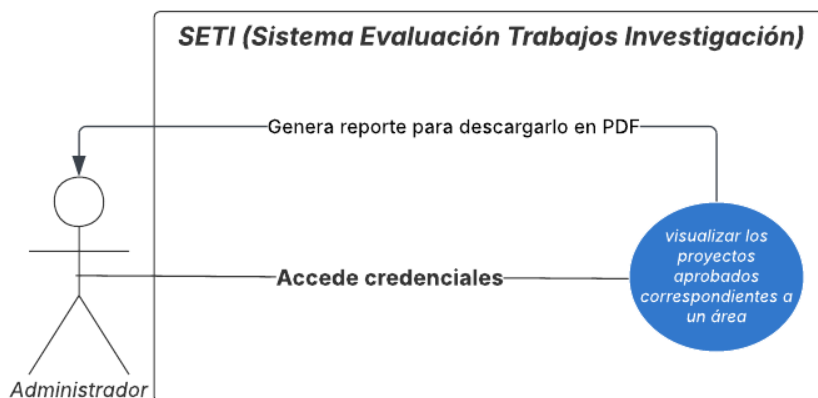 SETI (Sistema Evaluación Trabajos Investigación)
Genera reporte para descargarlo en PDF
visualizar los
proyectos
aprobados
correspondientes a
un área
Accede credenciales
Administrador